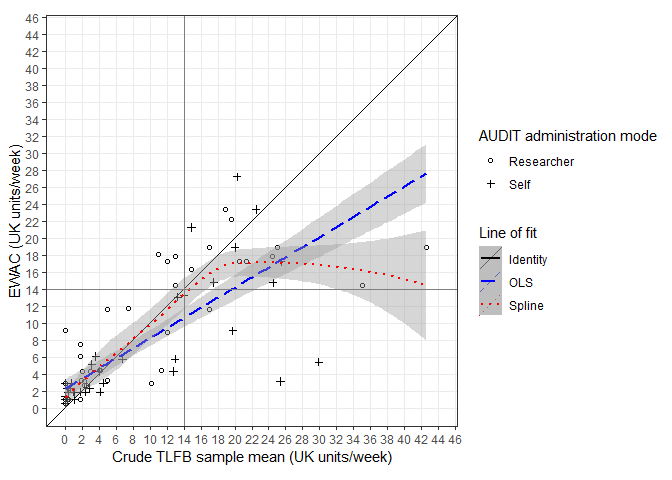 46
44
42
40
38
36
34
32
30
28
26
24
22
20
18
16
14
12
10
8
6
4
2
0
EWAC (UK units/week)
0 2 4 6 8 10 12 14 16 18 20 22 24 26 28 30 32 34 36 38 40 42 44 46
Crude TLFB sample mean (UK units/week)
AUDIT administration mode
Researcher
Self
Line of fit
Identity
OLS
Spline